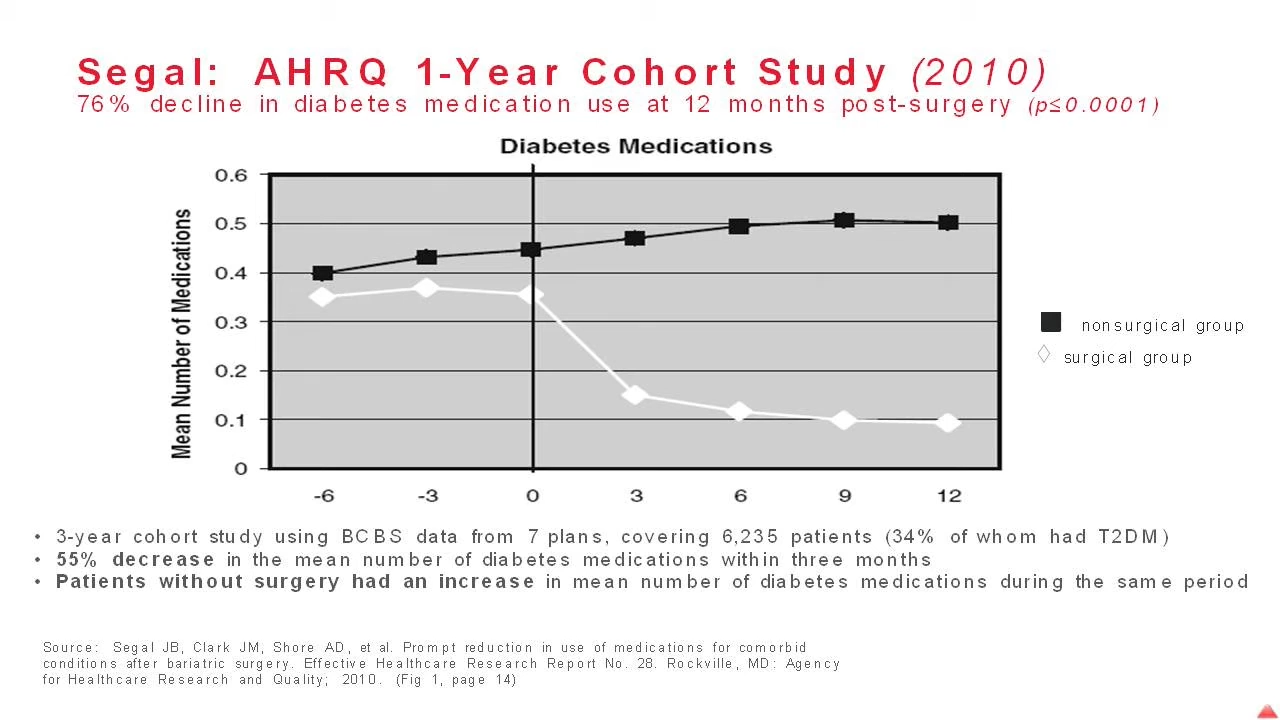 Segal: AHRQ 1-Year Cohort Study (2010)
76% decline in diabetes medication use at 12 months post-surgery (p≤0.0001)
Diabetes Medications
Mean Number of Medications
0.6
0.5
0.4
0.3
0.2
0.1
0
-6 -3 0 3 6 9 12
nonsurgical group
surgical group
• 3-year cohort study using BCBS data from 7 plans, covering 6,235 patients (34% of whom had T2DM)
• 55% decrease in the mean number of diabetes medications within three months
• Patients without surgery had an increase in mean number of diabetes medications during the same period
Source: Segal JB, Clark JM, Shore AD, et al. Prompt reduction in use of medications for comorbid
conditions after bariatric surgery. Effective Healthcare Research Report No. 28. Rockville, MD: Agency
for Healthcare Research and Quality; 2010. (Fig 1, page 14)